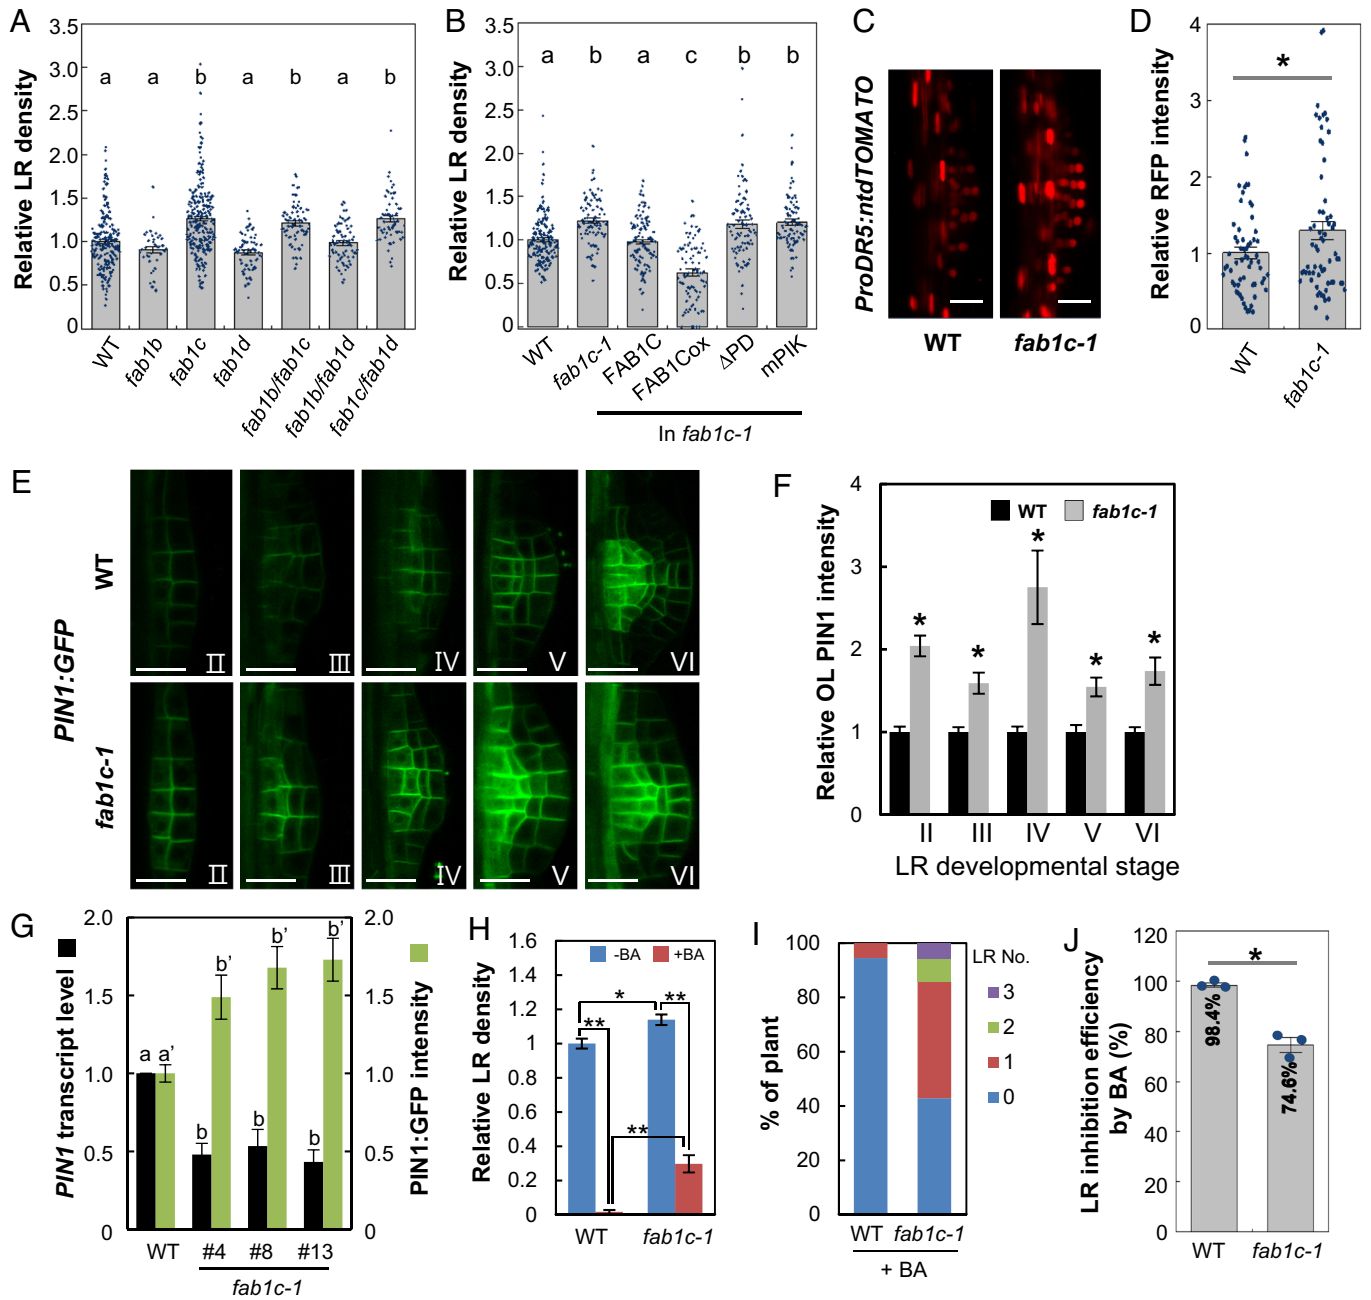 A
Relative LR density
3.5
3.0
2.5
2.0
1.5
1.0
0.5
0
a a b a b a b
WT
fab1b
fab1c
fab1d
fab1b/fab1c
fab1b/fab1d
fab1c/fab1d
B
Relative LR density
3.5
3.0
2.5
2.0
1.5
1.0
0.5
0
a b a c b b
WT
fab1c-1
FAB1C
FAB1Cox
ΔPD
mPIK
In fab1c-1
C
ProDR5:ntdTOMATO
WT fab1c-1
D
Relative RFP intensity
4
3
2
1
0
*
WT
fab1c-1
E
PIN1:GFP
WT
II III IV V VI
fab1c-1
II III IV V VI
F
Relative OL PIN1 intensity
4
3
2
1
0
WT fab1c-1
* * * * *
II III IV V VI
LR developmental stage
G
PIN1 transcript level
2.0
1.5
1.0
0.5
0
a a' b b' b b' b b'
2.0
1.5
1.0
0.5
0
PIN1:GFP intensity
WT #4 #8 #13
fab1c-1
H
Relative LR density
1.6
1.4
1.2
1
0.8
0.6
0.4
0.2
0
-BA +BA
* ** ** **
WT fab1c-1
I
% of plant
100
80
60
40
20
0
LR No.
3
2
1
0
WT fab1c-1
+ BA
J
LR inhibition efficiency
by BA (%)
120
100
80
60
40
20
0
*
98.4%
74.6%
WT fab1c-1